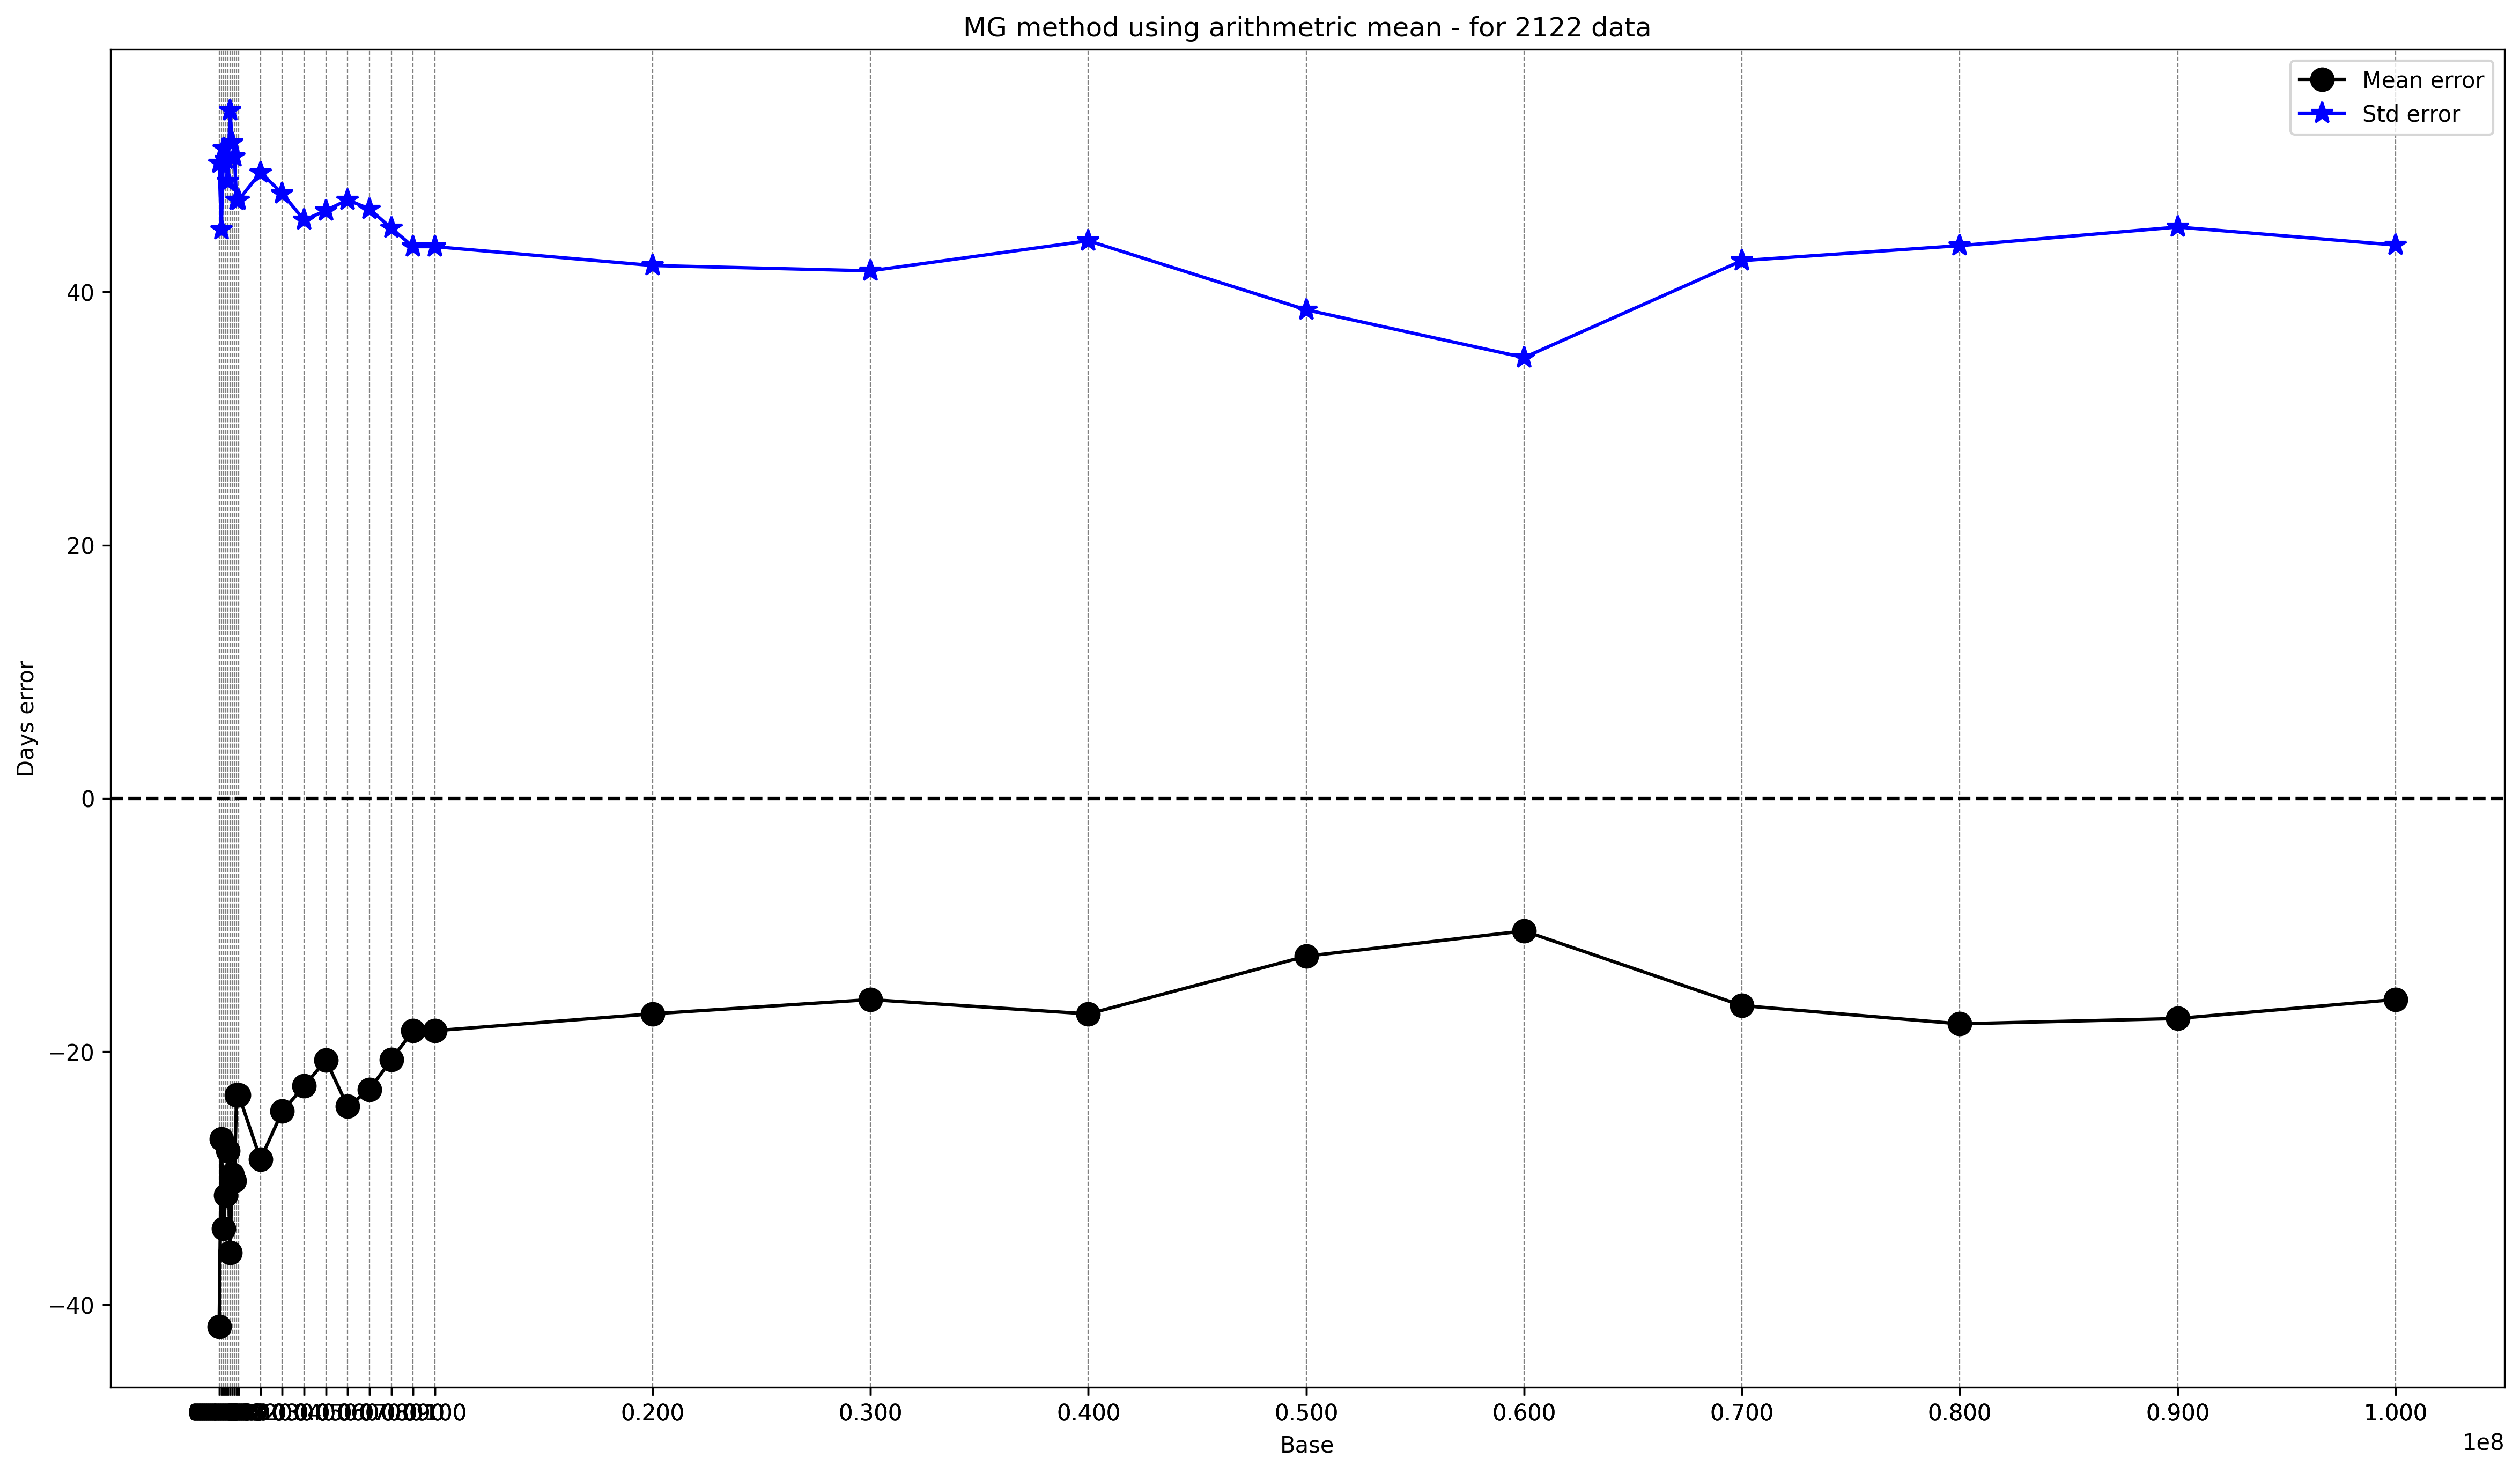 MG method using arithmetric mean - for 2122 data
Mean error
Std error
Days error
40
20
0
−20
−40
0.200 0.300 0.400 0.500 0.600 0.700 0.800 0.900 1.000
Base
1e8